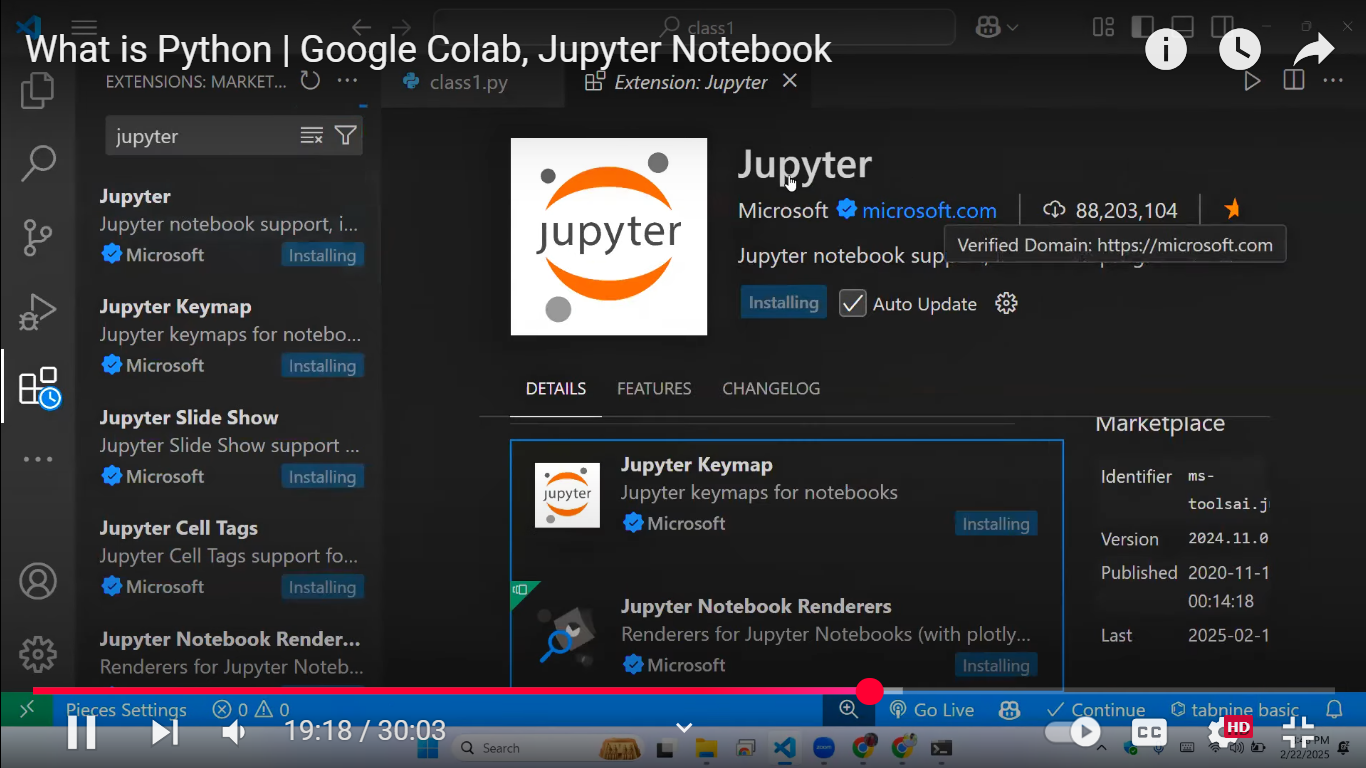 What is Python | Google Colab, Jupyter Notebook
class1
EXTENSIONS: MARKET...
class1.py
Extension: Jupyter
jupyter
Jupyter
Jupyter notebook support, i...
Microsoft
Installing
Jupyter Keymap
Jupyter keymaps for notebo...
Microsoft
Installing
Jupyter Slide Show
Jupyter Slide Show support ...
Microsoft
Installing
Jupyter Cell Tags
Jupyter Cell Tags support fo...
Microsoft
Installing
Jupyter Notebook Render...
Renderers for Jupyter Noteb...
jupyter
Jupyter
Microsoft microsoft.com 88,203,104
Verified Domain: https://microsoft.com
Jupyter notebook
Installing Auto Update
DETAILS FEATURES CHANGELOG
jupyter
Jupyter Keymap
Jupyter keymaps for notebooks
Microsoft
Installing
Jupyter Notebook Renderers
Renderers for Jupyter Notebooks (with plotly...
Microsoft
Installing
Marketplace
Identifier ms-
toolsai.j
Version 2024.11.0
Published 2020-11-1
00:14:18
Last 2025-02-1
Pieces Settings 0 0 Go Live Continue tabnine basic
19:18 / 30:03
CC
HD
Search
zoom
PM
2/22/2025